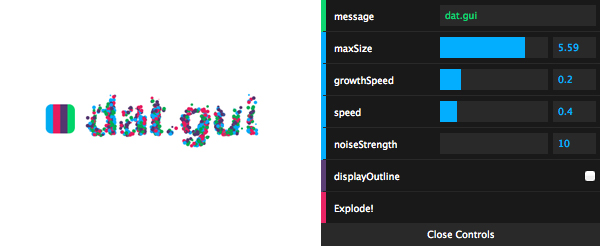 dat.gui
message dat.gui
maxSize 5.59
growthSpeed 0.2
speed 0.4
noiseStrength 10
displayOutline
Explode!
Close Controls